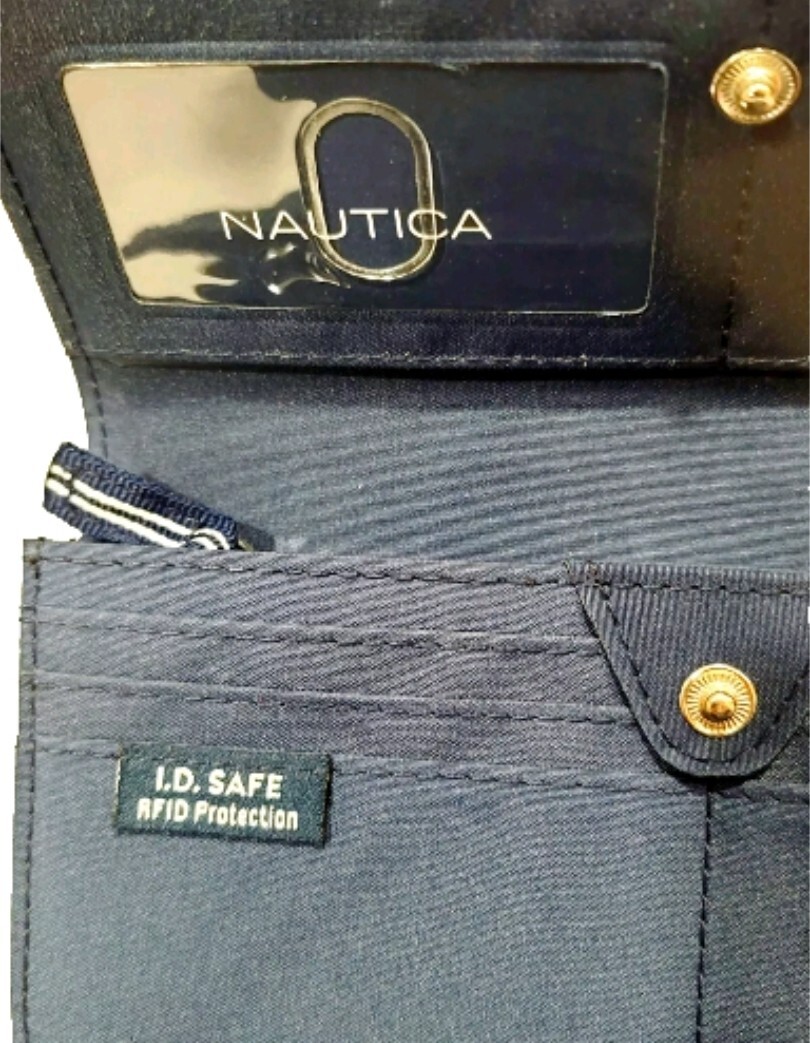 NAUTICA
I.D. SAFE
RFID Protection